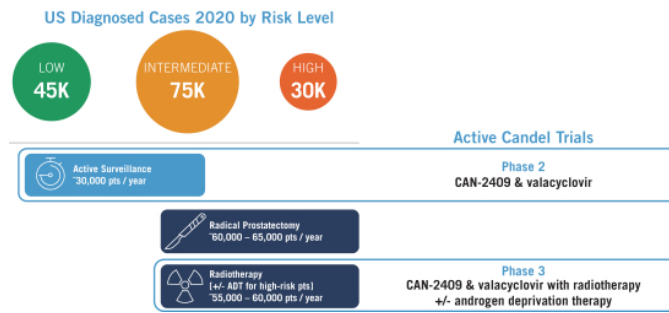 US Diagnosed Cases 2020 by Risk Level
LOW
45K
INTERMEDIATE
75K
HIGH
30K
Active Candel Trials
Active Surveillance
~30,000 pts / year
Phase 2
CAN-2409 & valacyclovir
Radical Prostatectomy
~60,000 – 65,000 pts / year
Radiotherapy
[+/- ADT for high-risk pts]
~55,000 – 60,000 pts / year
Phase 3
CAN-2409 & valacyclovir with radiotherapy
+/- androgen deprivation therapy